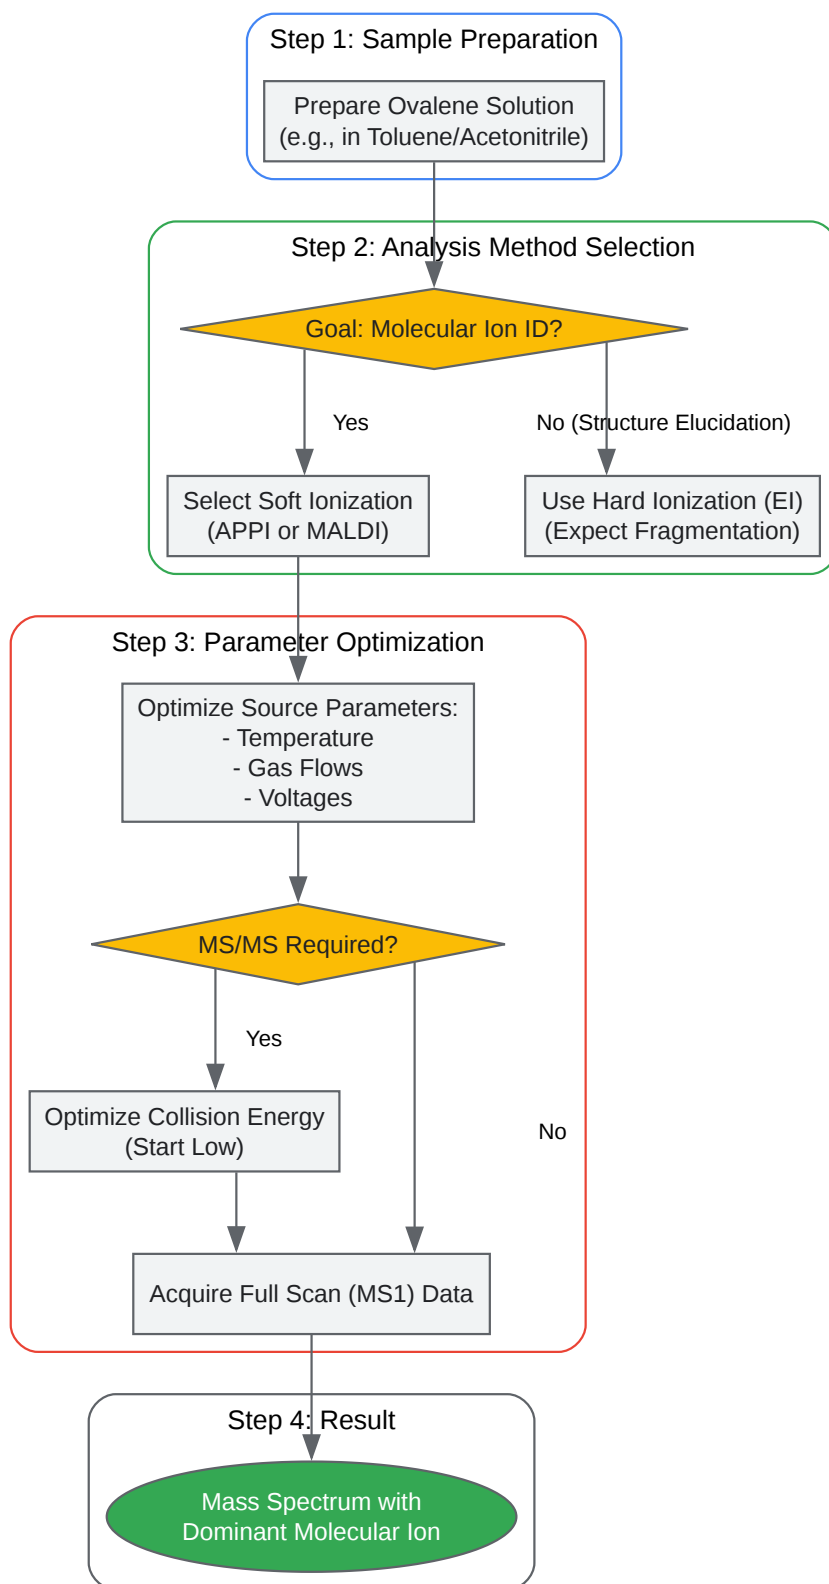 Step 1: Sample Preparation
Prepare Ovalene Solution
(e.g., in Toluene/Acetonitrile)
Step 2: Analysis Method Selection
Goal: Molecular Ion ID?
Yes
No (Structure Elucidation)
Select Soft Ionization
(APPI or MALDI)
Use Hard Ionization (EI)
(Expect Fragmentation)
Step 3: Parameter Optimization
Optimize Source Parameters:
- Temperature
- Gas Flows
- Voltages
MS/MS Required?
Yes
Optimize Collision Energy
(Start Low)
No
Acquire Full Scan (MS1) Data
Step 4: Result
Mass Spectrum with
Dominant Molecular Ion